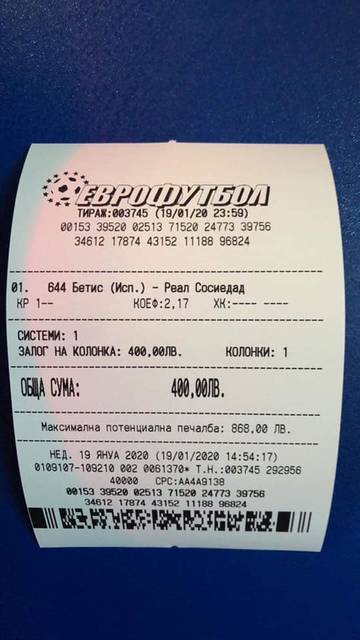 ЕВРОФУТБОЛ
ТИРАЖ:003745 (19/01/20 23:59)
00153 39520 02513 71520 24773 39756
34612 17874 43152 11188 96824
01. 644 Бетис (Исп.) - Реал Сосиедад
КР 1-- КОЕФ:2,17 ХК:---- ----
СИСТЕМИ: 1
ЗАЛОГ НА КОЛОНКА: 400,00ЛВ. КОЛОНКИ: 1
ОБЩА СУМА: 400,00ЛВ.
Максимална потенциална печалба: 868,00 ЛВ.
НЕД. 19 ЯНУА 2020 (19/01/2020 14:54:17)
0109107-109210 002 0061370* Т.Н.:003745 292956
40000 СРС:АА4А9138
00153 39520 02513 71520 24773 39756
34612 17874 43152 11188 96824